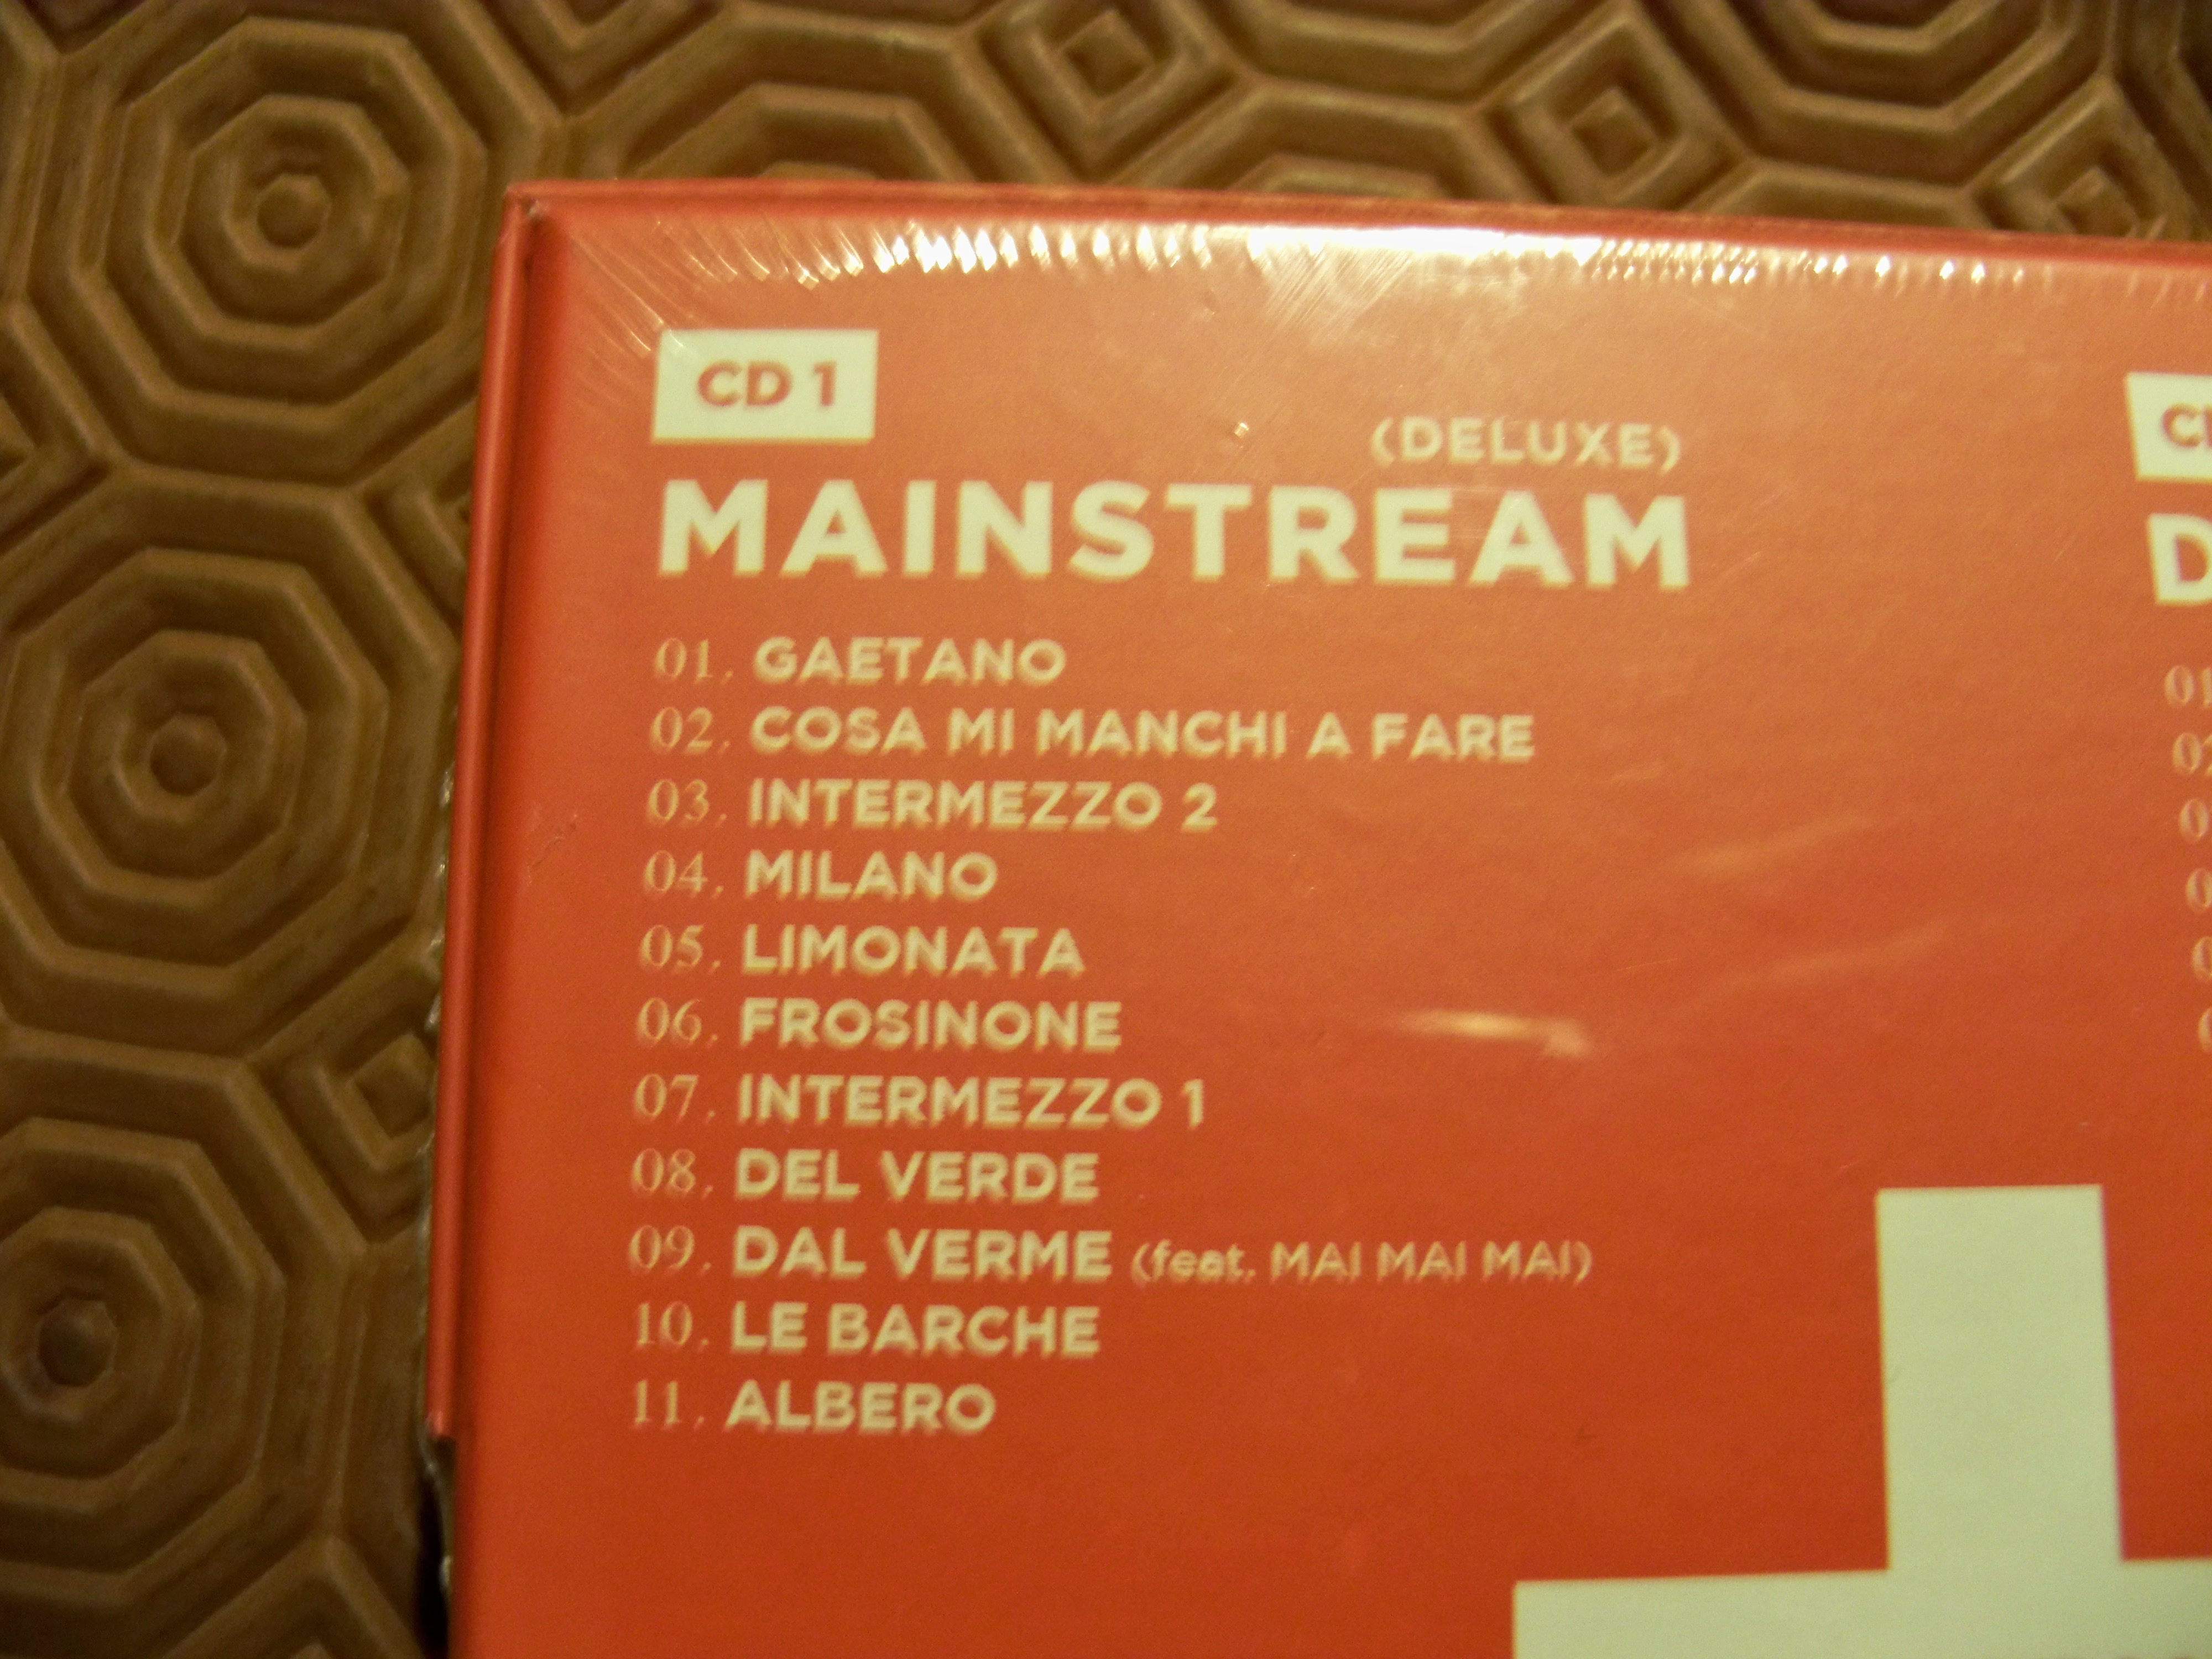 CD 1
(DELUXE)
MAINSTREAM
01. GAETANO
02. COSA MI MANCHI A FARE
03. INTERMEZZO 2
04. MILANO
05. LIMONATA
06. FROSINONE
07. INTERMEZZO 1
08. DEL VERDE
09. DAL VERME (feat. MAI MAI MAI)
10. LE BARCHE
11. ALBERO
01
02